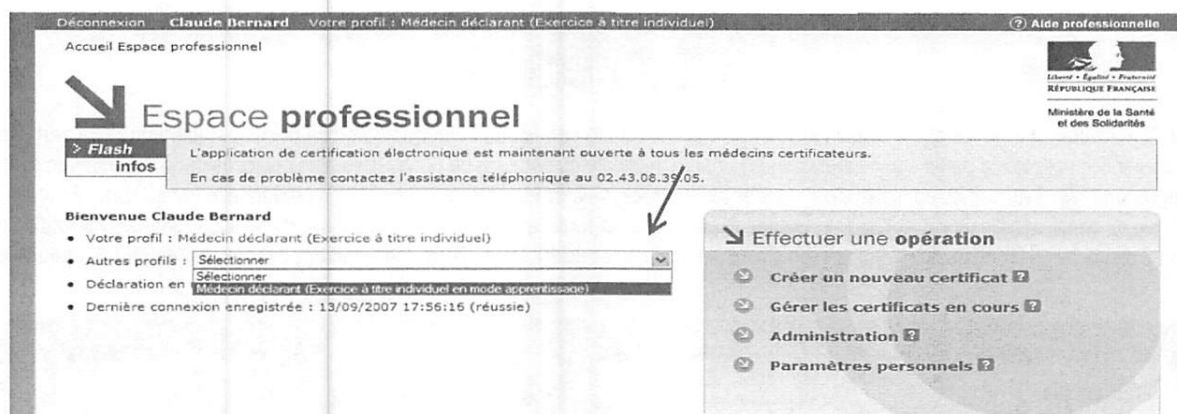 Déconnexion Claude Bernard Votre profil : Médecin déclarant (Exercice à titre individuel) ? Aide professionnelle
Accueil Espace professionnel
Liberté • Égalité • Fraternité
RÉPUBLIQUE FRANÇAISE
Ministère de la Santé
et des Solidarités
Espace professionnel
> Flash
infos
L'application de certification électronique est maintenant ouverte à tous les médecins certificateurs.
En cas de problème contactez l'assistance téléphonique au 02.43.08.39.05.
Bienvenue Claude Bernard
• Votre profil : Médecin déclarant (Exercice à titre individuel)
• Autres profils : Sélectionner
Sélectionner
• Déclaration en
Médecin déclarant (Exercice à titre individuel en mode apprentissage)
• Dernière connexion enregistrée : 13/09/2007 17:56:16 (réussie)
Effectuer une opération
Créer un nouveau certificat ?
Gérer les certificats en cours ?
Administration ?
Paramètres personnels ?